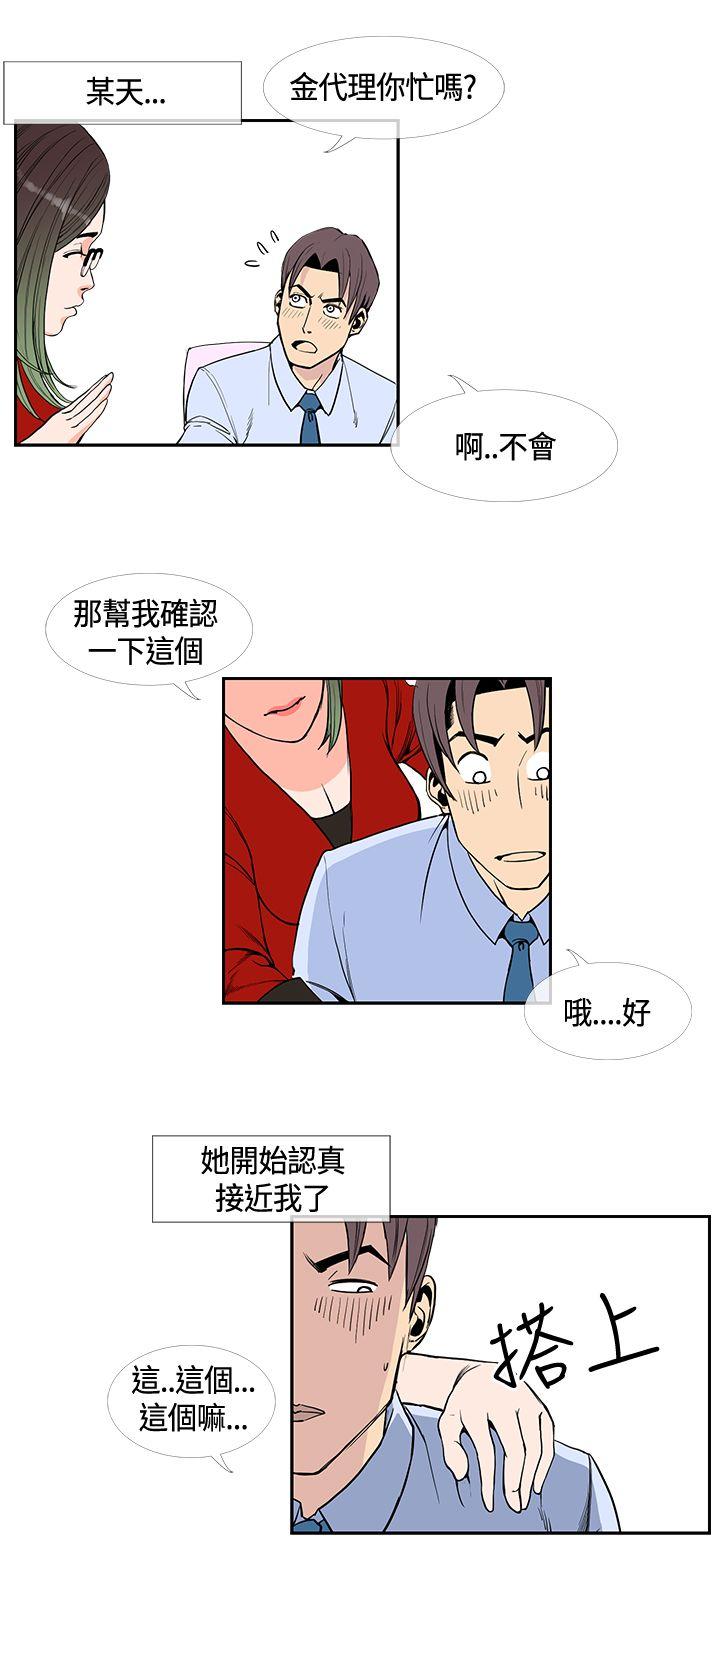 某天...
金代理你忙嗎?
啊..不會
那幫我確認
一下這個
哦....好
她開始認真
接近我了
搭上
這..這個...
這個嘛...